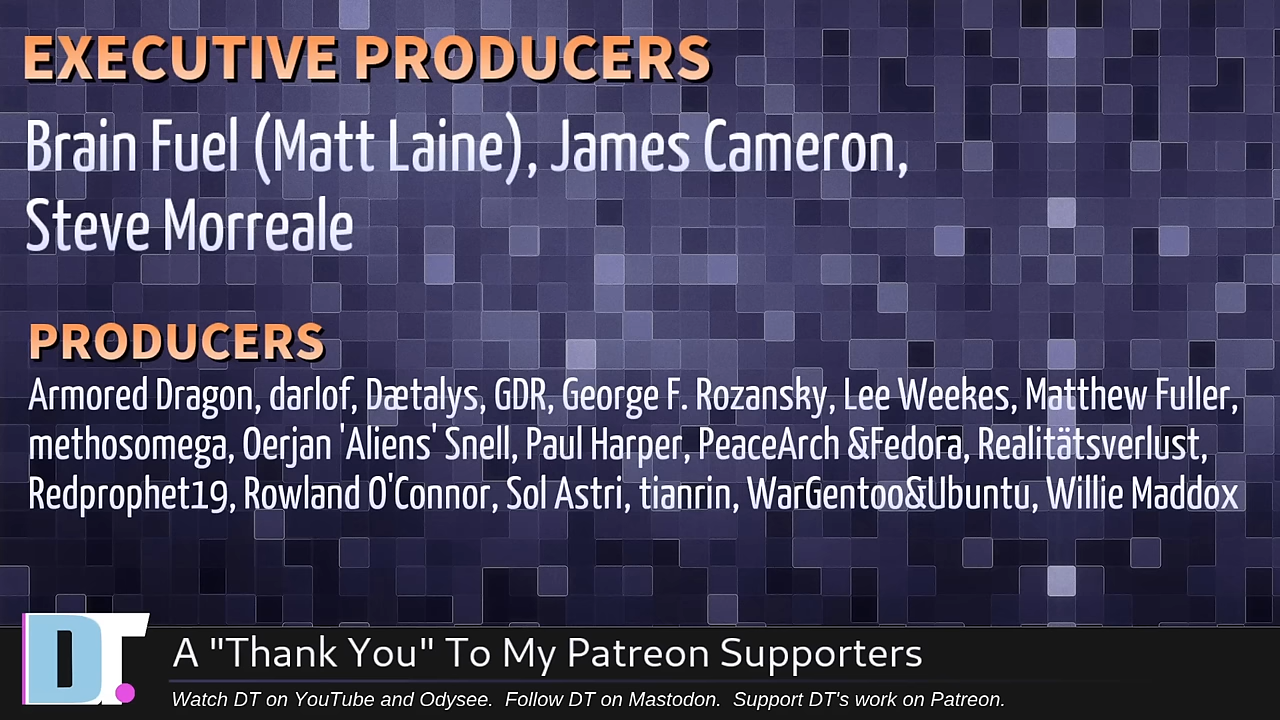 EXECUTIVE PRODUCERS
Brain Fuel (Matt Laine), James Cameron,
Steve Morreale
PRODUCERS
Armored Dragon, darlof, Dætalys, GDR, George F. Rozansky, Lee Weekes, Matthew Fuller,
methosomega, Oerjan 'Aliens' Snell, Paul Harper, PeaceArch &Fedora, Realitätsverlust,
Redprophet19, Rowland O'Connor, Sol Astri, tianrin, WarGentoo&Ubuntu, Willie Maddox
DT.
A "Thank You" To My Patreon Supporters
Watch DT on YouTube and Odysee. Follow DT on Mastodon. Support DT's work on Patreon.